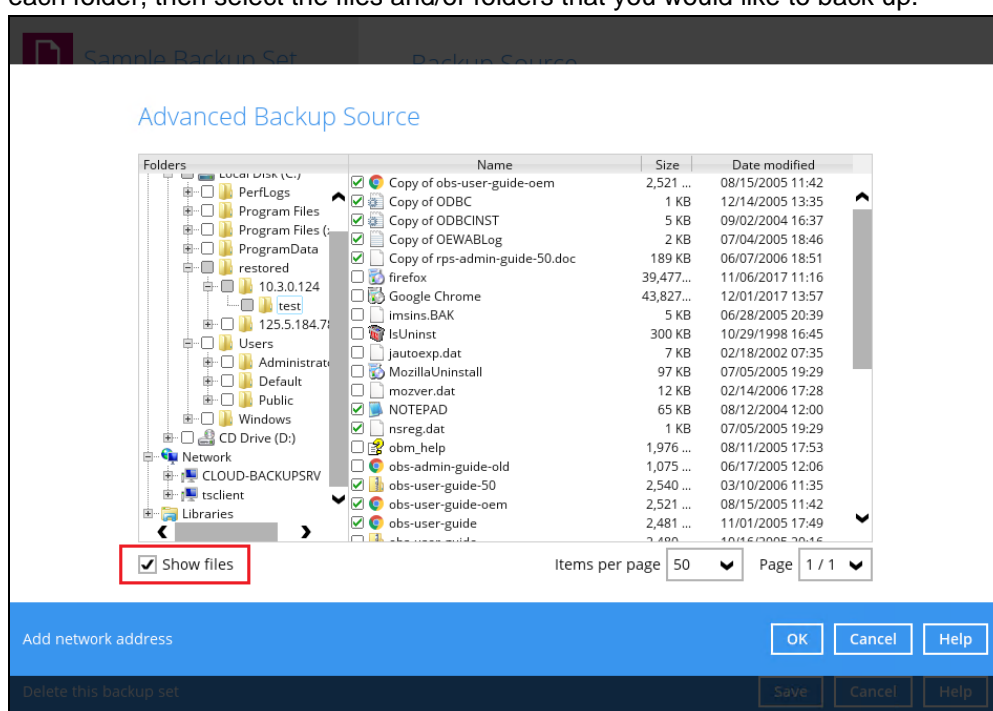 each folder, then select the files and/or folders that you would like to back up.
Sample Backup Set
Backup Source
Advanced Backup Source
Folders Name Size Date modified
Local Disk (C:)
PerfLogs
Program Files
Program Files (
ProgramData
restored
10.3.0.124
test
125.5.184.78
Users
Administrat
Default
Public
Windows
CD Drive (D:)
Network
CLOUD-BACKUPSRV
tsclient
Libraries
Copy of obs-user-guide-oem 2,521 ... 08/15/2005 11:42
Copy of ODBC 1 KB 12/14/2005 13:35
Copy of ODBCINST 5 KB 09/02/2004 16:37
Copy of OEWABLog 2 KB 07/04/2005 18:46
Copy of rps-admin-guide-50.doc 189 KB 06/07/2006 18:51
firefox 39,477... 11/06/2017 11:16
Google Chrome 43,827... 12/01/2017 13:57
imsins.BAK 5 KB 06/28/2005 20:39
IsUninst 300 KB 10/29/1998 16:45
jautoexp.dat 7 KB 02/18/2002 07:35
MozillaUninstall 97 KB 07/05/2005 19:29
mozver.dat 12 KB 02/14/2006 17:28
NOTEPAD 65 KB 08/12/2004 12:00
nsreg.dat 1 KB 07/05/2005 19:29
obm_help 1,976 ... 08/11/2005 17:53
obs-admin-guide-old 1,075 ... 06/17/2005 12:06
obs-user-guide-50 2,540 ... 03/10/2006 11:35
obs-user-guide-oem 2,521 ... 08/15/2005 11:42
obs-user-guide 2,481 ... 11/01/2005 17:49
Show files
Items per page 50 Page 1 / 1
Add network address
OK Cancel Help
Delete this backup set
Save Cancel Help